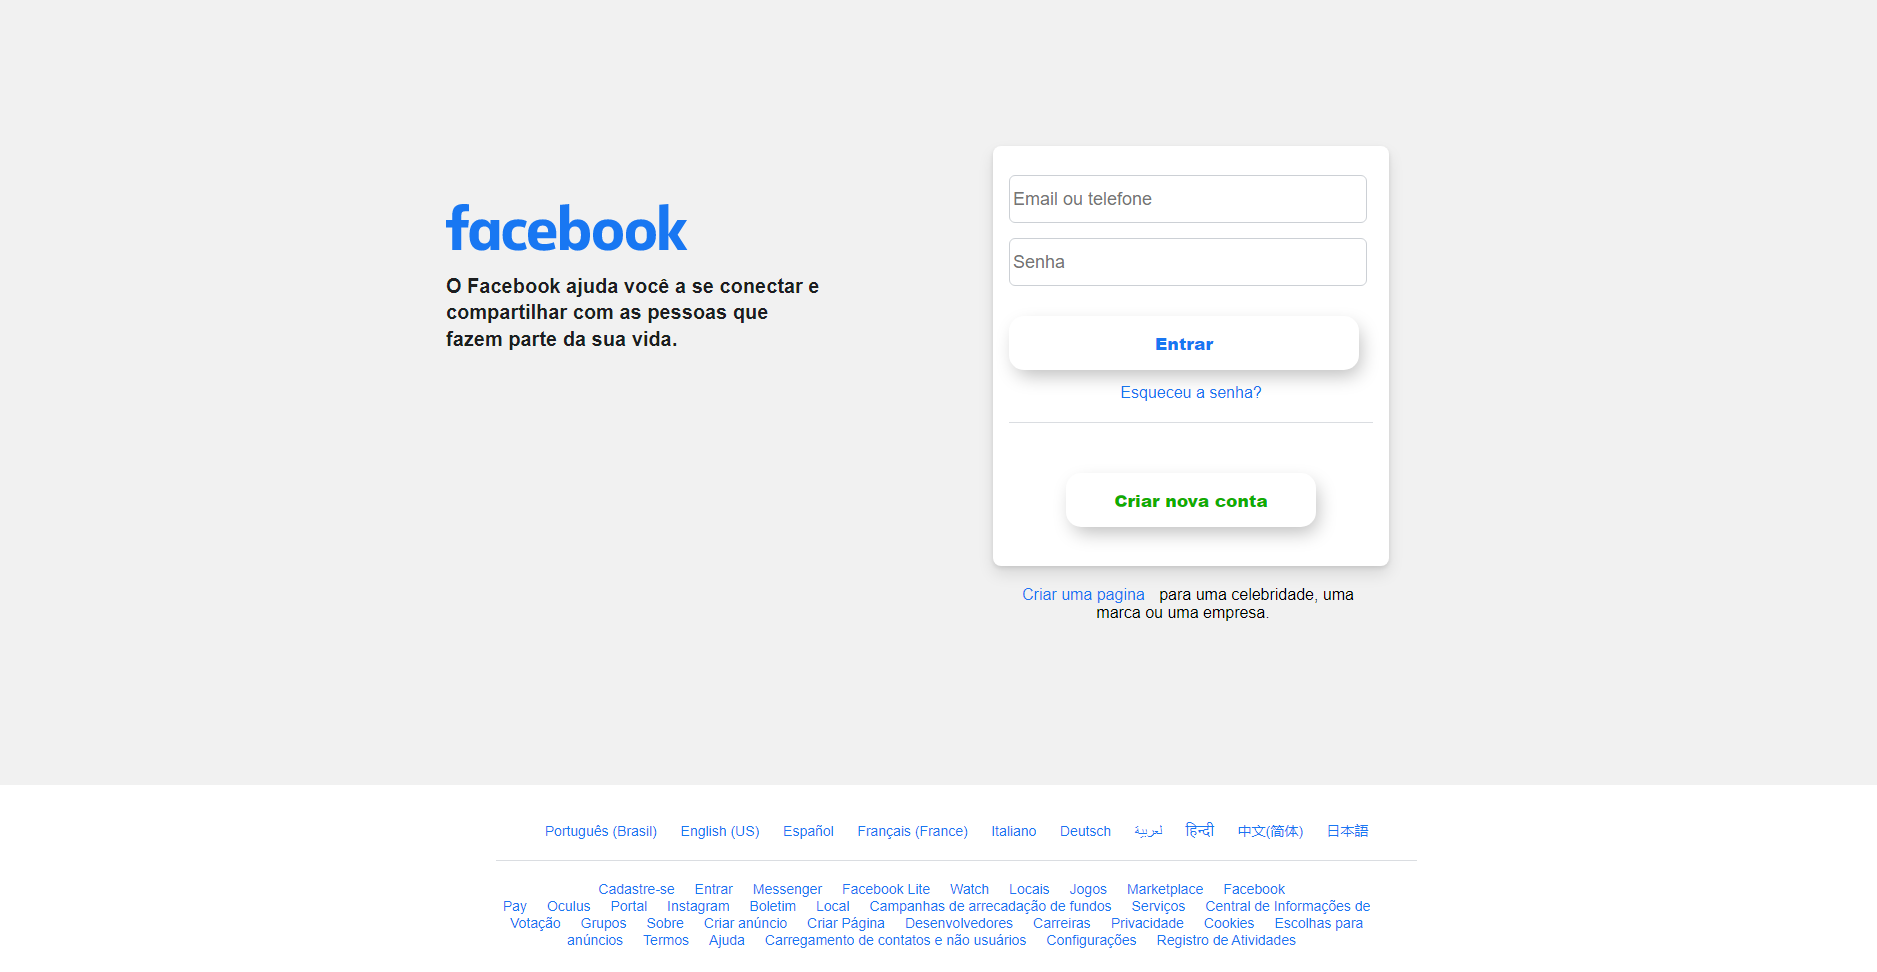 facebook
O Facebook ajuda você a se conectar e
compartilhar com as pessoas que
fazem parte da sua vida.
Email ou telefone
Senha
Entrar
Esqueceu a senha?
Criar nova conta
Criar uma pagina para uma celebridade, uma
marca ou uma empresa.
Português (Brasil) English (US) Español Français (France) Italiano Deutsch لعربية हिन्दी 中文(简体) 日本語
Cadastre-se Entrar Messenger Facebook Lite Watch Locais Jogos Marketplace Facebook
Pay Oculus Portal Instagram Boletim Local Campanhas de arrecadação de fundos Serviços Central de Informações de
Votação Grupos Sobre Criar anúncio Criar Página Desenvolvedores Carreiras Privacidade Cookies Escolhas para
anúncios Termos Ajuda Carregamento de contatos e não usuários Configurações Registro de Atividades